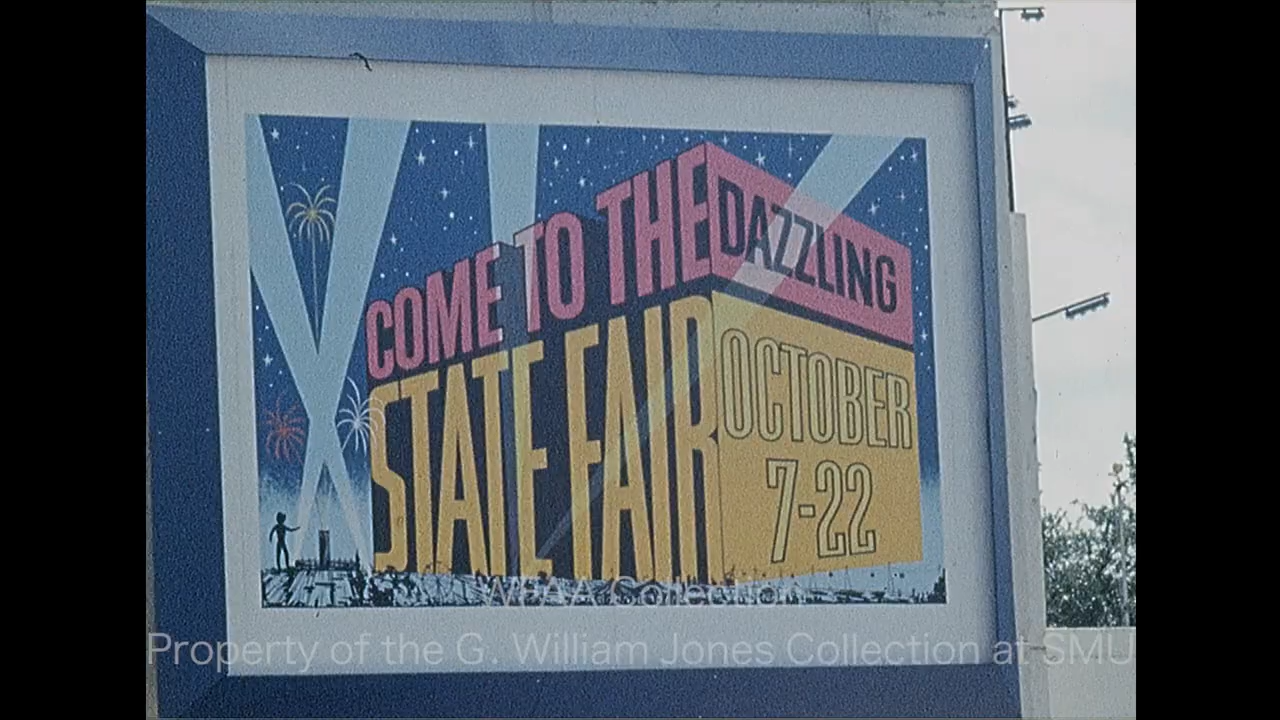 COME TO THE DAZZLING
STATE FAIR OCTOBER
7-22
WFAA Collection
Property of the G. William Jones Collection at SMU